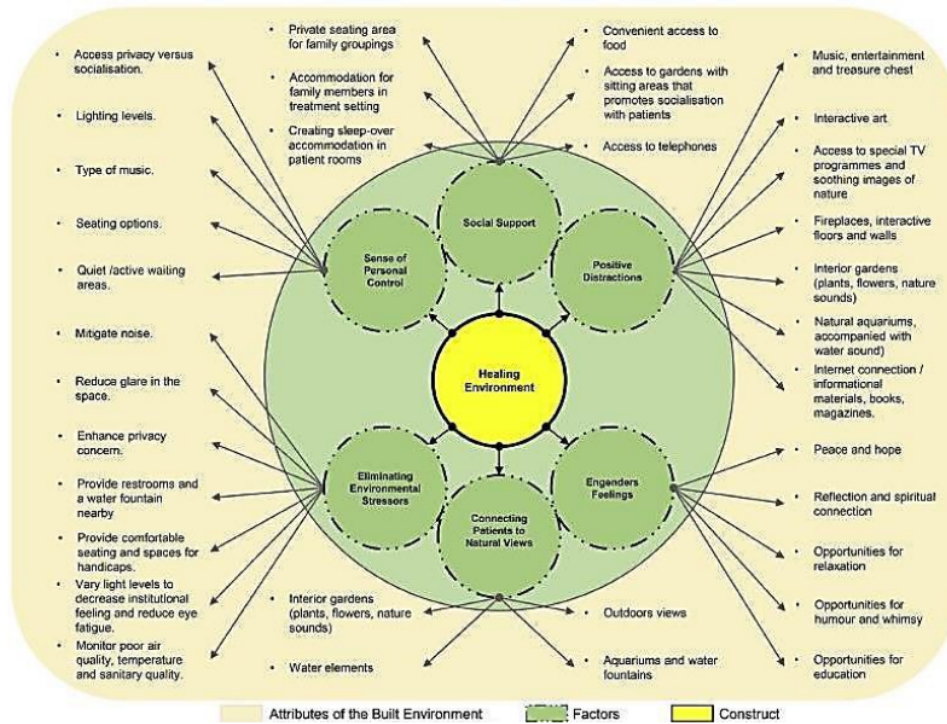 • Access privacy versus
socialisation.
• Lighting levels.
• Type of music.
• Seating options.
• Quiet /active waiting
areas.
• Mitigate noise.
• Reduce glare in the
space.
• Enhance privacy
concern.
• Provide restrooms and
a water fountain
nearby
• Provide comfortable
seating and spaces for
handicaps.
• Vary light levels to
decrease institutional
feeling and reduce eye
fatigue.
• Monitor poor air
quality, temperature
and sanitary quality.
• Private seating area
for family groupings
• Accommodation for
family members in
treatment setting
• Creating sleep-over
accommodation in
patient rooms
• Convenient access to
food
• Access to gardens with
sitting areas that
promotes socialisation
with patients
• Access to telephones
• Music, entertainment
and treasure chest
• Interactive art
• Access to special TV
programmes and
soothing images of
nature
• Fireplaces, interactive
floors and walls
• Interior gardens
(plants, flowers, nature
sounds)
• Natural aquariums,
accompanied with
water sound)
• Internet connection /
informational
materials, books,
magazines.
• Peace and hope
• Reflection and spiritual
connection
• Opportunities for
relaxation
• Opportunities for
humour and whimsy
• Opportunities for
education
Social Support
Sense of
Personal
Control
Positive
Distractions
Healing
Environment
Eliminating
Environmental
Stressors
Connecting
Patients to
Natural Views
Engenders
Feelings
• Interior gardens
(plants, flowers, nature
sounds)
• Water elements
• Outdoors views
• Aquariums and water
fountains
Attributes of the Built Environment
Factors
Construct